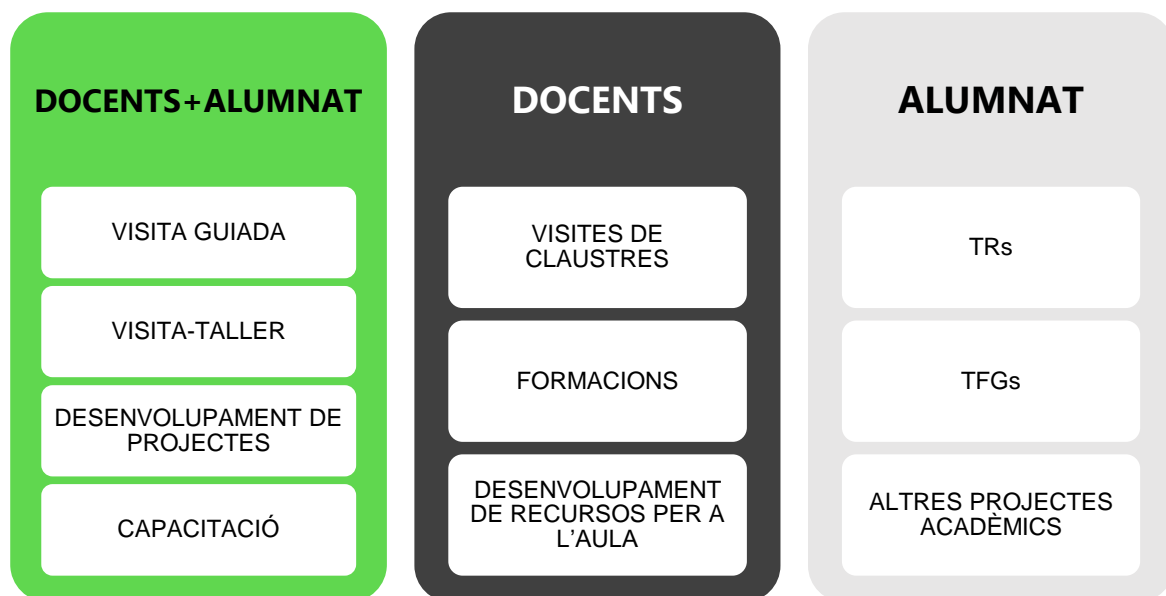 DOCENTS+ALUMNAT
VISITA GUIADA
VISITA-TALLER
DESENVOLUPAMENT DE
PROJECTES
CAPACITACIÓ
DOCENTS
VISITES DE
CLAUSTRES
FORMACIONS
DESENVOLUPAMENT
DE RECURSOS PER A
L’AULA
ALUMNAT
TRs
TFGs
ALTRES PROJECTES
ACADÈMICS